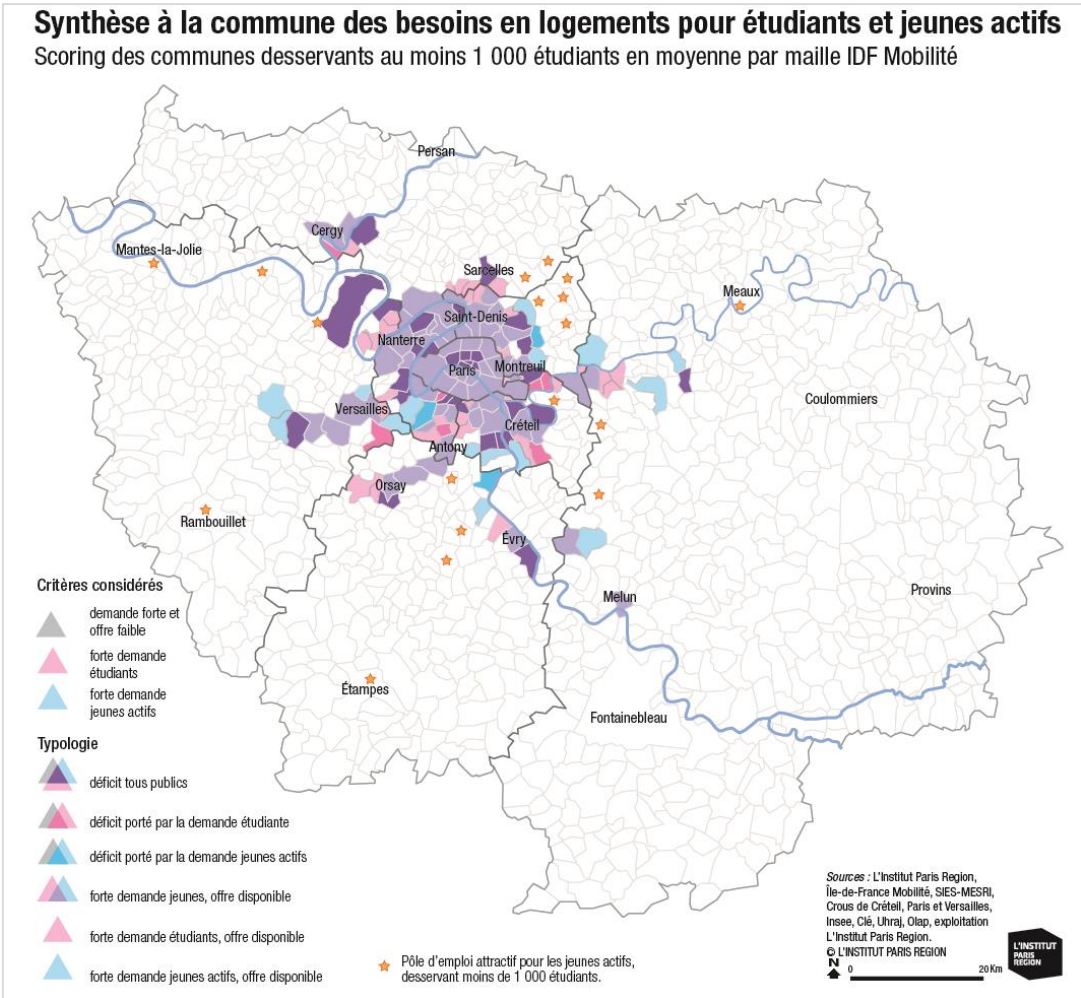 Synthèse à la commune des besoins en logements pour étudiants et jeunes actifs
Scoring des communes desservants au moins 1 000 étudiants en moyenne par maille IDF Mobilité
Persan
Cergy
Mantes-la-Jolie
Sarcelles
Meaux
Saint-Denis
Nanterre
Paris
Montreuil
Coulommiers
Versailles
Créteil
Antony
Orsay
Rambouillet
Évry
Melun
Provins
Étampes
Fontainebleau
Critères considérés
demande forte et
offre faible
forte demande
étudiants
forte demande
jeunes actifs
Typologie
déficit tous publics
déficit porté par la demande étudiante
déficit porté par la demande jeunes actifs
forte demande jeunes, offre disponible
forte demande étudiants, offre disponible
forte demande jeunes actifs, offre disponible
Pôle d'emploi attractif pour les jeunes actifs,
desservant moins de 1 000 étudiants.
Sources : L'Institut Paris Region,
Île-de-France Mobilité, SIES-MESRI,
Crous de Créteil, Paris et Versailles,
Insee, Clé, Uhraj, Olap, exploitation
L'Institut Paris Region.
© L'INSTITUT PARIS REGION
N
0 20 Km
L'INSTITUT
PARIS
REGION